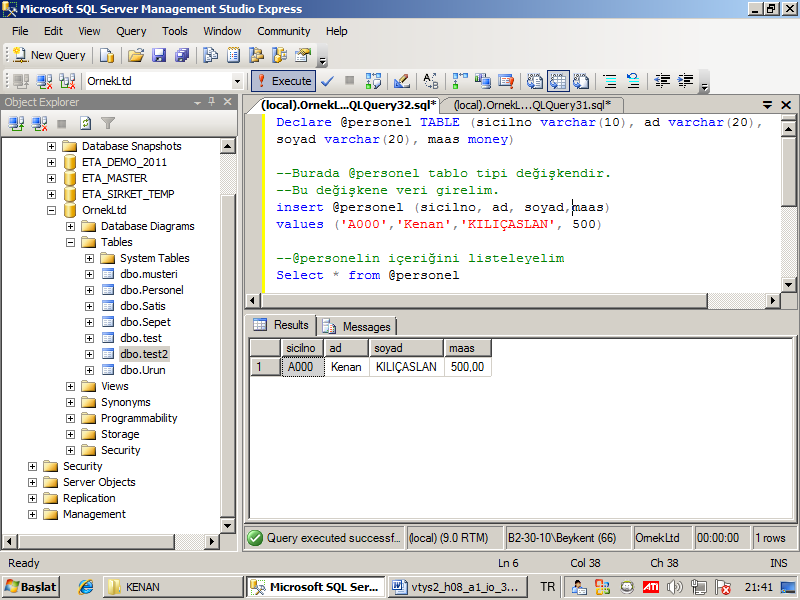 Microsoft SQL Server Management Studio Express
File Edit View Query Tools Window Community Help
New Query
OrnekLtd Execute
Object Explorer
Database Snapshots
ETA_DEMO_2011
ETA_MASTER
ETA_SIRKET_TEMP
OrnekLtd
Database Diagrams
Tables
System Tables
dbo.musteri
dbo.Personel
dbo.Satis
dbo.Sepet
dbo.test
dbo.test2
dbo.Urun
Views
Synonyms
Programmability
Storage
Security
Security
Server Objects
Replication
Management
(local).OrnekL...QLQuery32.sql* (local).OrnekL...QLQuery31.sql*
Declare @personel TABLE (sicilno varchar(10), ad varchar(20),
soyad varchar(20), maas money)
--Burada @personel tablo tipi değişkendir.
--Bu değişkene veri girelim.
insert @personel (sicilno, ad, soyad,maas)
values ('A000','Kenan','KILIÇASLAN', 500)
--@personelin içeriğini listeleyelim
Select * from @personel
Results Messages
sicilno ad soyad maas
1 A000 Kenan KILIÇASLAN 500,00
Query executed successf... (local) (9.0 RTM) B2-30-10\Beykent (66) OrnekLtd 00:00:00 1 rows
Ready Ln 6 Col 38 Ch 38 INS
Başlat KENAN Microsoft SQL Ser... vtys2_h08_a1_io_3... TR ATI 21:41